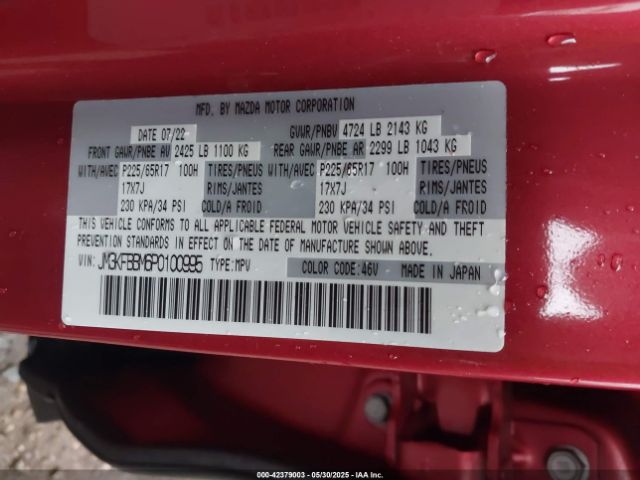 MFD. BY MAZDA MOTOR CORPORATION
DATE 07/22 GVWR/PNBV 4724 LB 2143 KG
FRONT GAWR/PNBE AV 2425 LB 1100 KG REAR GAWR/PNBE AR 2299 LB 1043 KG
WITH/AVEC P225/65R17 100H TIRES/PNEUS WITH/AVEC P225/65R17 100H TIRES/PNEUS
17X7J RIMS/JANTES 17X7J RIMS/JANTES
230 KPA/34 PSI COLD/A FROID 230 KPA/34 PSI COLD/A FROID
THIS VEHICLE CONFORMS TO ALL APPLICABLE FEDERAL MOTOR VEHICLE SAFETY AND THEFT
PREVENTION STANDARDS IN EFFECT ON THE DATE OF MANUFACTURE SHOWN ABOVE.
VIN: JM3KFBBM6P0100995 TYPE:MPV COLOR CODE:46V MADE IN JAPAN
000-42379003 - 05/30/2025 - IAA Inc.